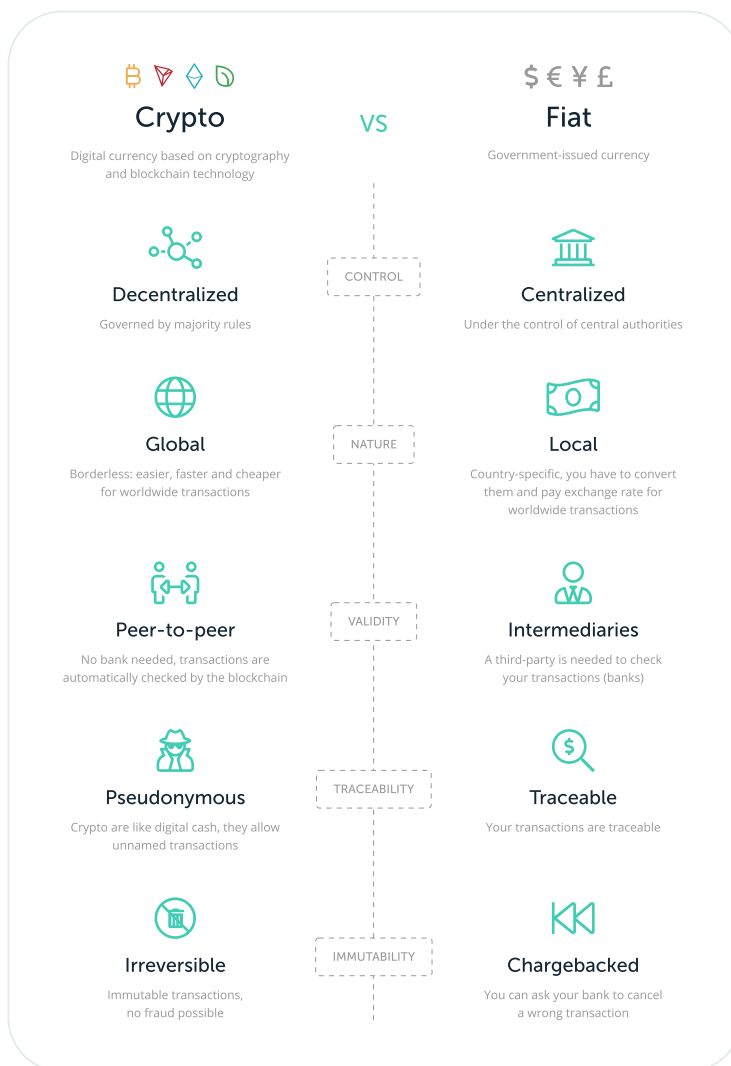 $ € ¥ £
Crypto
VS
Fiat
Digital currency based on cryptography
and blockchain technology
Government-issued currency
CONTROL
Decentralized
Governed by majority rules
Centralized
Under the control of central authorities
NATURE
Global
Borderless: easier, faster and cheaper
for worldwide transactions
Local
Country-specific, you have to convert
them and pay exchange rate for
worldwide transactions
VALIDITY
Peer-to-peer
No bank needed, transactions are
automatically checked by the blockchain
Intermediaries
A third-party is needed to check
your transactions (banks)
TRACEABILITY
Pseudonymous
Crypto are like digital cash, they allow
unnamed transactions
$
Traceable
Your transactions are traceable
IMMUTABILITY
Irreversible
Immutable transactions,
no fraud possible
Chargebacked
You can ask your bank to cancel
a wrong transaction